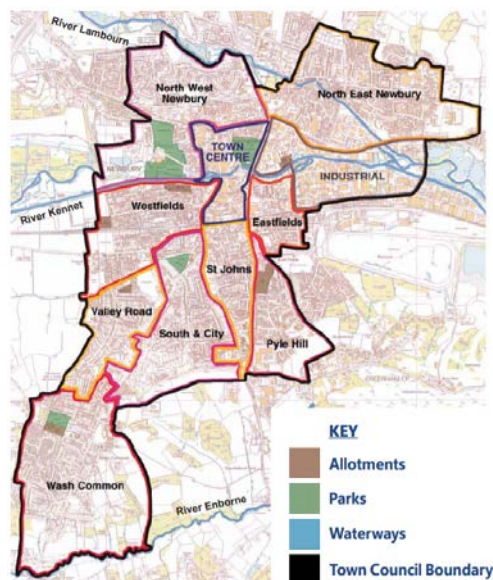 River Lambourn
North West
Newbury
North East Newbury
TOWN
CENTRE
INDUSTRIAL
River Kennet
Westfields
Eastfields
St Johns
Valley Road
South & City
Pyle Hill
Wash Common
River Enborne
KEY
Allotments
Parks
Waterways
Town Council Boundary